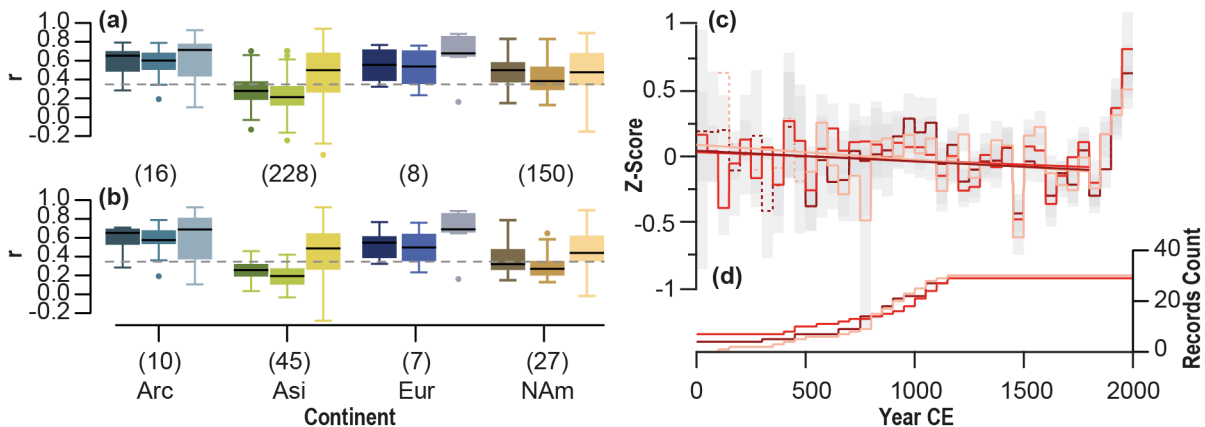 (a)
1.0
0.8
0.6
0.4
0.2
0.0
-0.2
r
(16) (228) (8) (150)
(b)
1.0
0.8
0.6
0.4
0.2
0.0
-0.2
r
(10) (45) (7) (27)
Arc Asi Eur NAm
Continent
(c)
1
0.5
0
-0.5
-1
Z-Score
(d)
40
20
0
Records Count
0 500 1000 1500 2000
Year CE